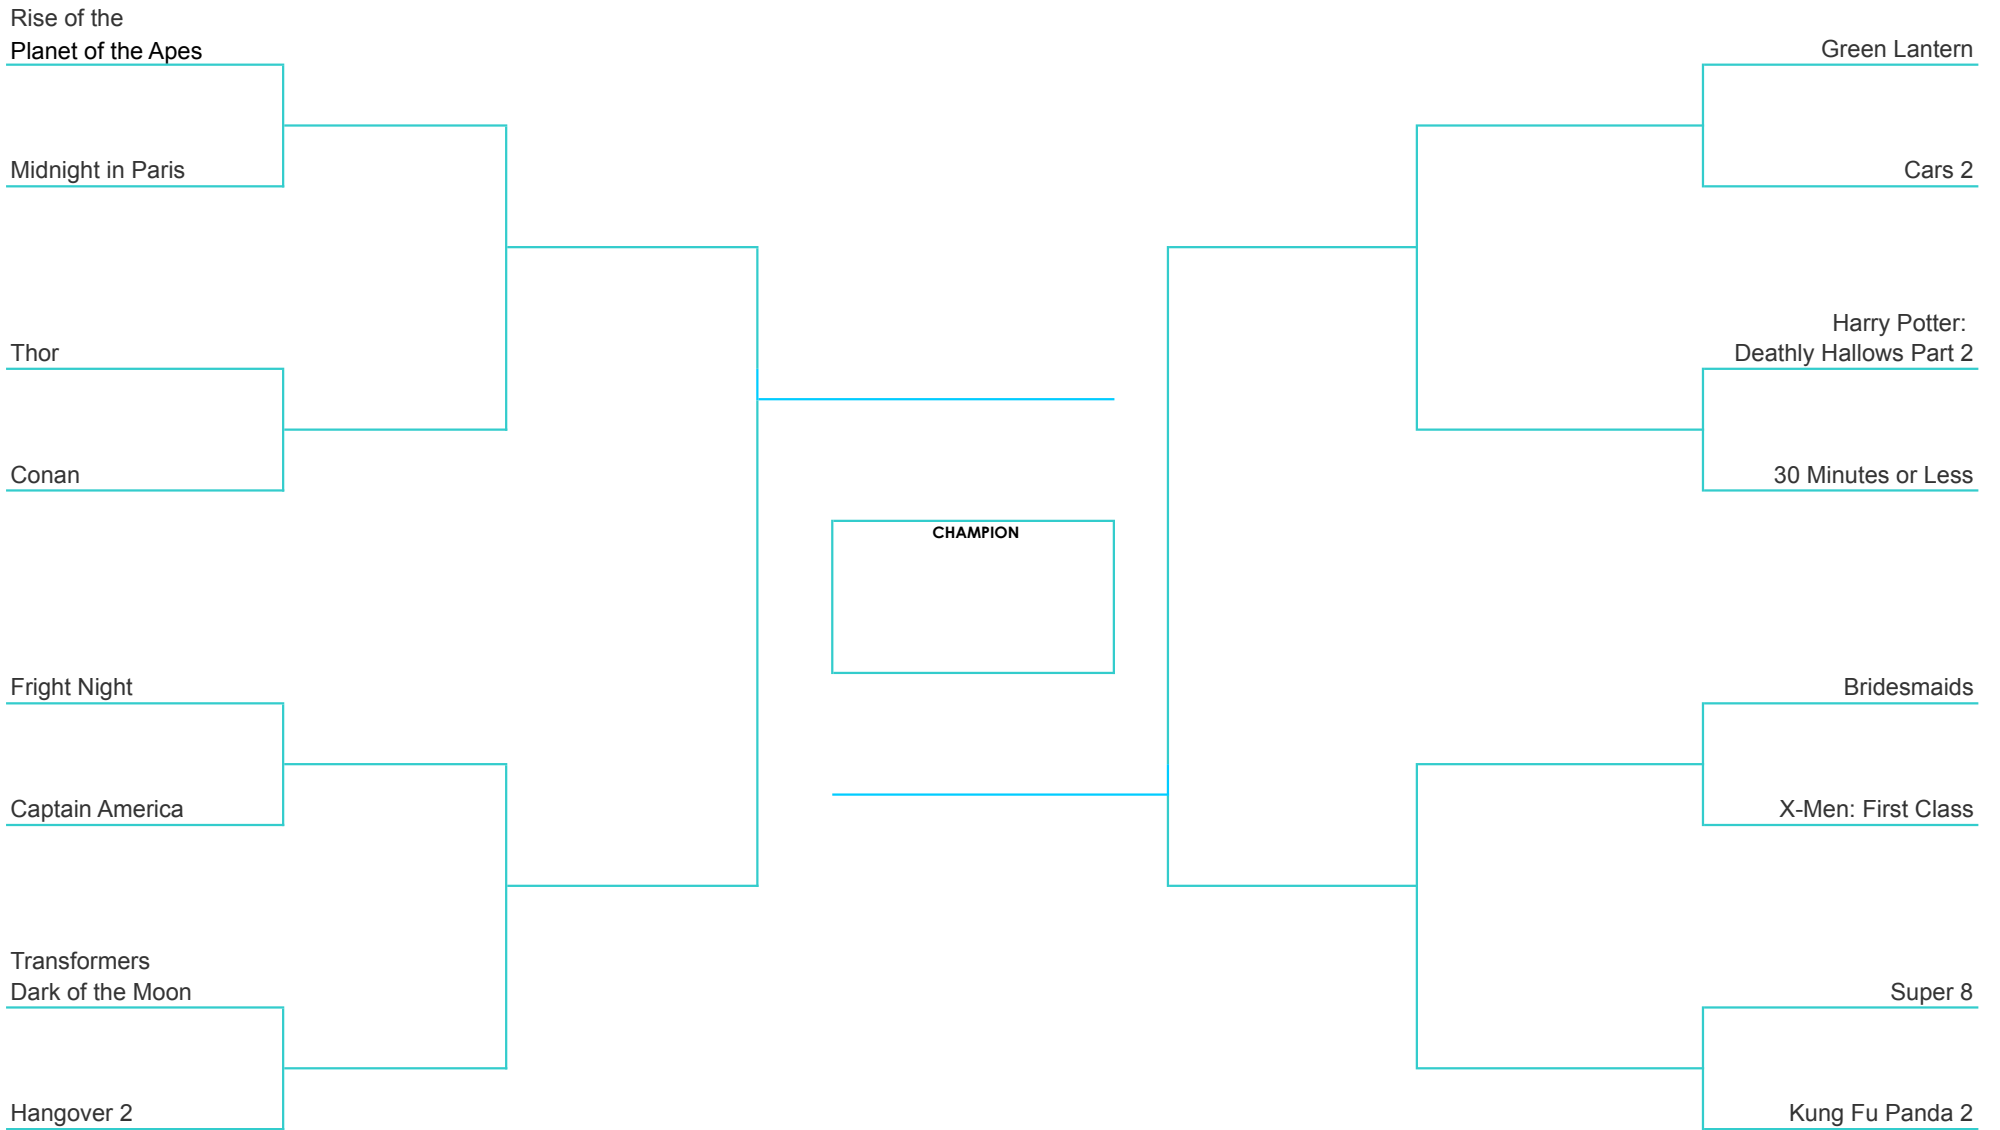 Rise of the
Planet of the Apes
Midnight in Paris
Thor
Conan
Fright Night
Captain America
Transformers
Dark of the Moon
Hangover 2
CHAMPION
Green Lantern
Cars 2
Harry Potter:
Deathly Hallows Part 2
30 Minutes or Less
Bridesmaids
X-Men: First Class
Super 8
Kung Fu Panda 2